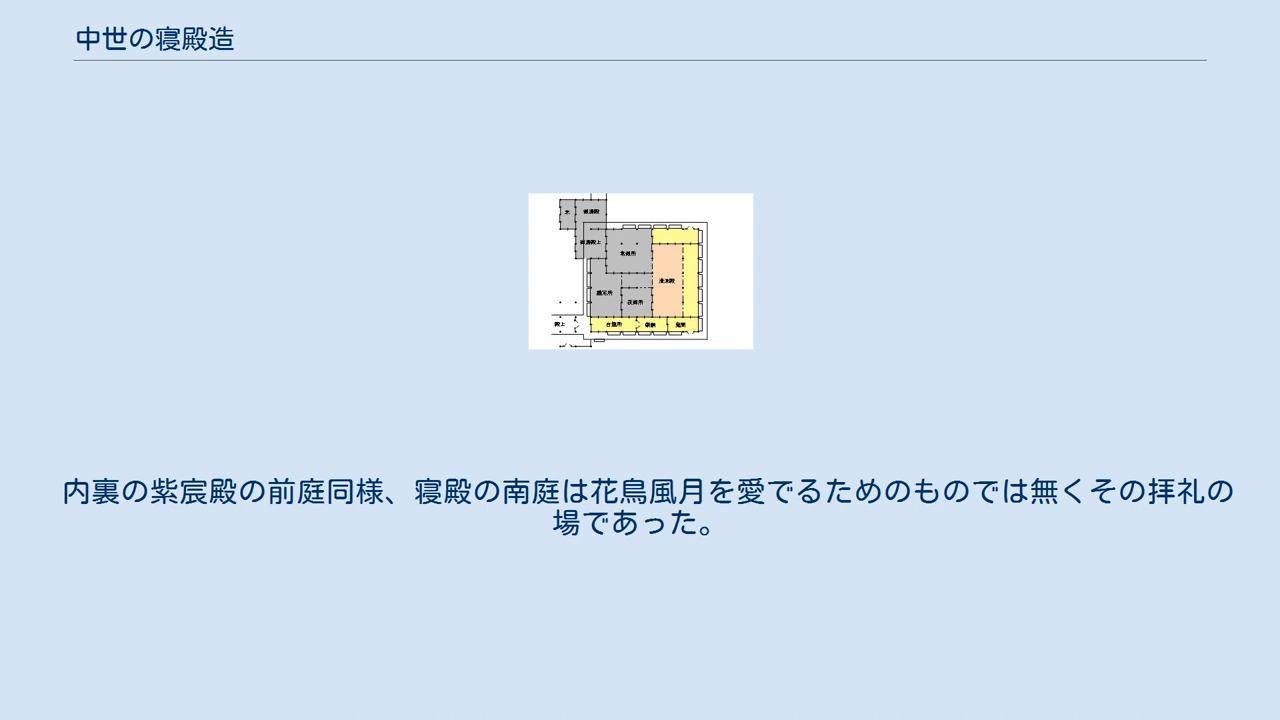 中世の寝殿造
殿上
内裏の紫宸殿の前庭同様、寝殿の南庭は花鳥風月を愛でるためのものでは無くその拝礼の
場であった。